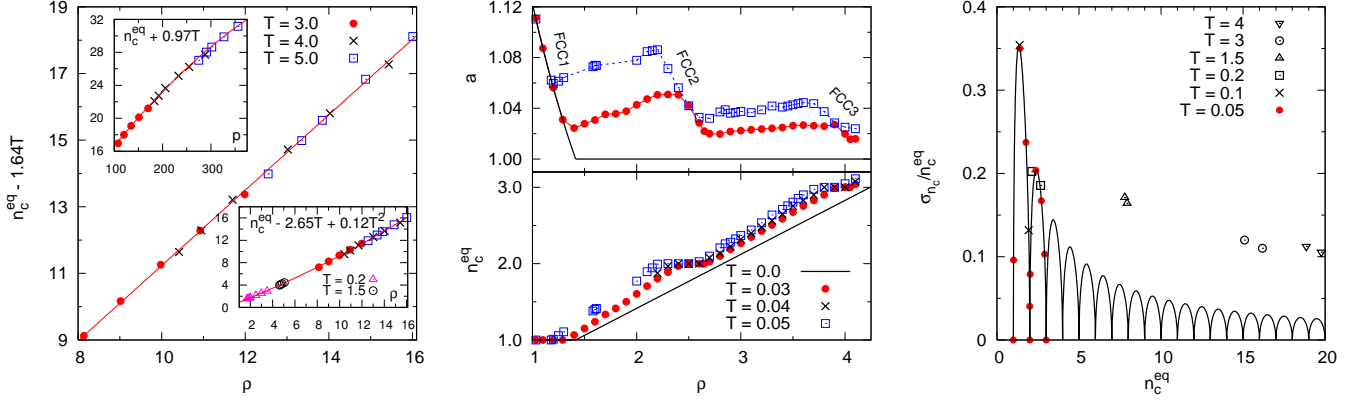 n_c^eq - 1.64T
19
17
15
13
11
9
8
10
12
14
16
ρ
T = 3.0
T = 4.0
T = 5.0
n_c^eq + 0.97T
32
28
24
20
16
100
200
300
p
n_c^eq - 2.65T + 0.12T^2
16
12
8
4
2 4 6 8 10 12 14 16
ρ
T = 0.2
T = 1.5
a
1.12
1.08
1.04
1.00
FCC1
FCC2
FCC3
n_c^eq
3.0
2.0
1.0
1
2
3
4
ρ
T = 0.0
T = 0.03
T = 0.04
T = 0.05
σ_{n_c}/n_c^eq
0.4
0.3
0.2
0.1
0
0
5
10
15
20
n_c^eq
T = 4
T = 3
T = 1.5
T = 0.2
T = 0.1
T = 0.05